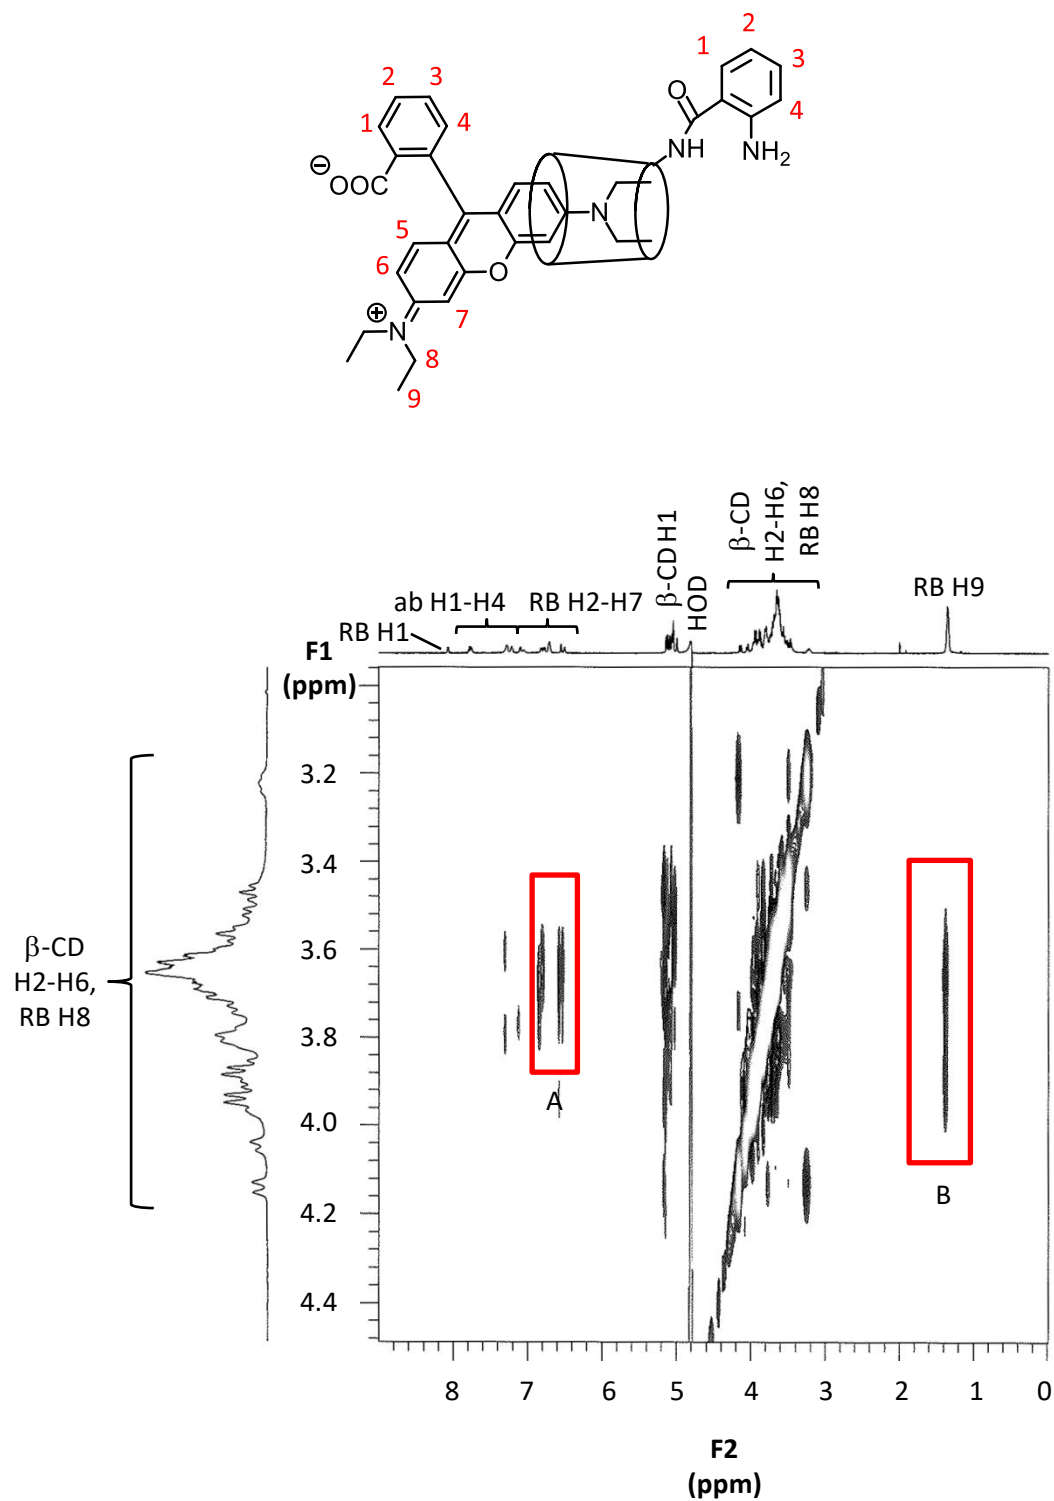 2
1
3
O
4
NH
NH2
2
3
1
4
⊖
OOC
N
5
6
O
7
⊕
N
8
9
β-CD
H2-H6,
RB H8
β-CD H1
HOD
RB H9
ab H1-H4
RB H2-H7
RB H1
F1
(ppm)
3.2
3.4
3.6
3.8
4.0
4.2
4.4
β-CD
H2-H6,
RB H8
A
B
8 7 6 5 4 3 2 1 0
F2
(ppm)